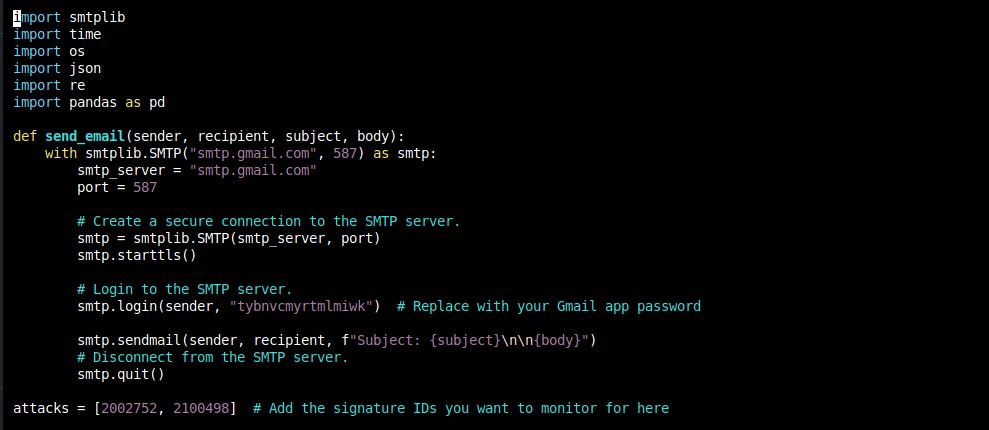 import smtplib
import time
import os
import json
import re
import pandas as pd

def send_email(sender, recipient, subject, body):
    with smtplib.SMTP("smtp.gmail.com", 587) as smtp:
        smtp_server = "smtp.gmail.com"
        port = 587

        # Create a secure connection to the SMTP server.
        smtp = smtplib.SMTP(smtp_server, port)
        smtp.starttls()

        # Login to the SMTP server.
        smtp.login(sender, "tybnvcmyrtmlmiwk")  # Replace with your Gmail app password

        smtp.sendmail(sender, recipient, f"Subject: {subject}\n\n{body}")
        # Disconnect from the SMTP server.
        smtp.quit()

attacks = [2002752, 2100498]  # Add the signature IDs you want to monitor for here